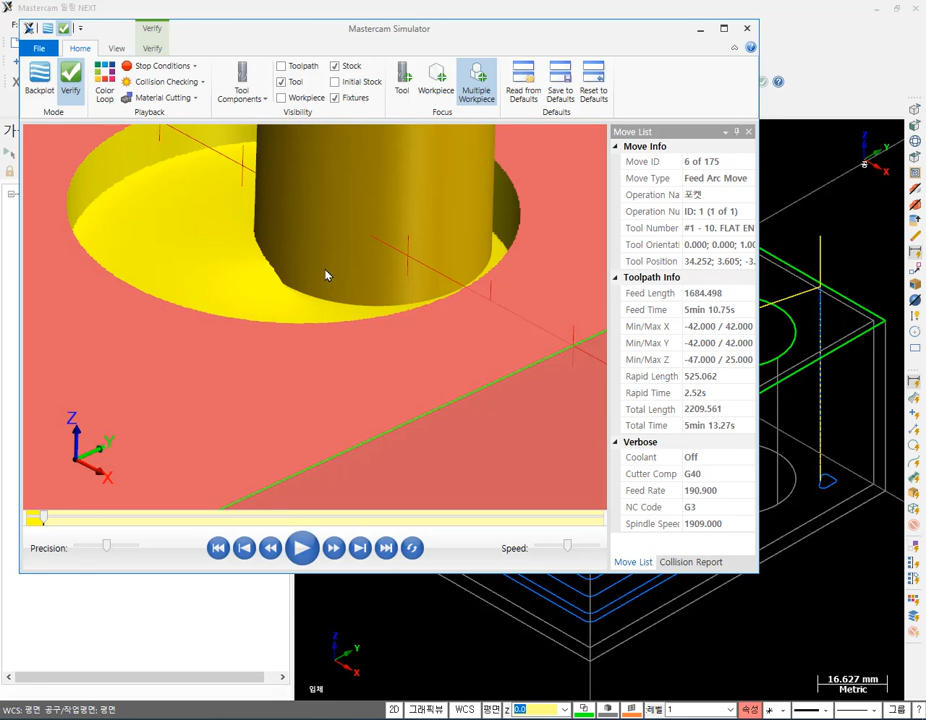 Mastercam 밀링 NEXT
Mastercam Simulator
Verify
File
Home
View
Verify
Backplot
Verify
Mode
Color Loop
Stop Conditions
Collision Checking
Material Cutting
Playback
Tool Components
Toolpath
Tool
Workpiece
Stock
Initial Stock
Fixtures
Visibility
Tool
Workpiece
Multiple Workpiece
Focus
Read from Defaults
Save to Defaults
Reset to Defaults
Defaults
Move List
Move Info
Move ID 6 of 175
Move Type Feed Arc Move
Operation Na 포켓
Operation Nu ID: 1 (1 of 1)
Tool Number #1 - 10. FLAT EN
Tool Orientati 0.000; 0.000; 1.00
Tool Position 34.252; 3.605; -3.
Toolpath Info
Feed Length 1684.498
Feed Time 5min 10.75s
Min/Max X -42.000 / 42.000
Min/Max Y -42.000 / 42.000
Min/Max Z -47.000 / 25.000
Rapid Length 525.062
Rapid Time 2.52s
Total Length 2209.561
Total Time 5min 13.27s
Verbose
Coolant Off
Cutter Comp G40
Feed Rate 190.900
NC Code G3
Spindle Speed 1909.000
Move List
Collision Report
Z
Y
X
Precision:
Speed:
Z
Y
X
Z
Y
X
입체
16.627 mm
Metric
WCS: 평면 공구/작업평면: 평면
2D
그래픽뷰
WCS
평면
z
0.0
레벨
1
속성
그룹
?